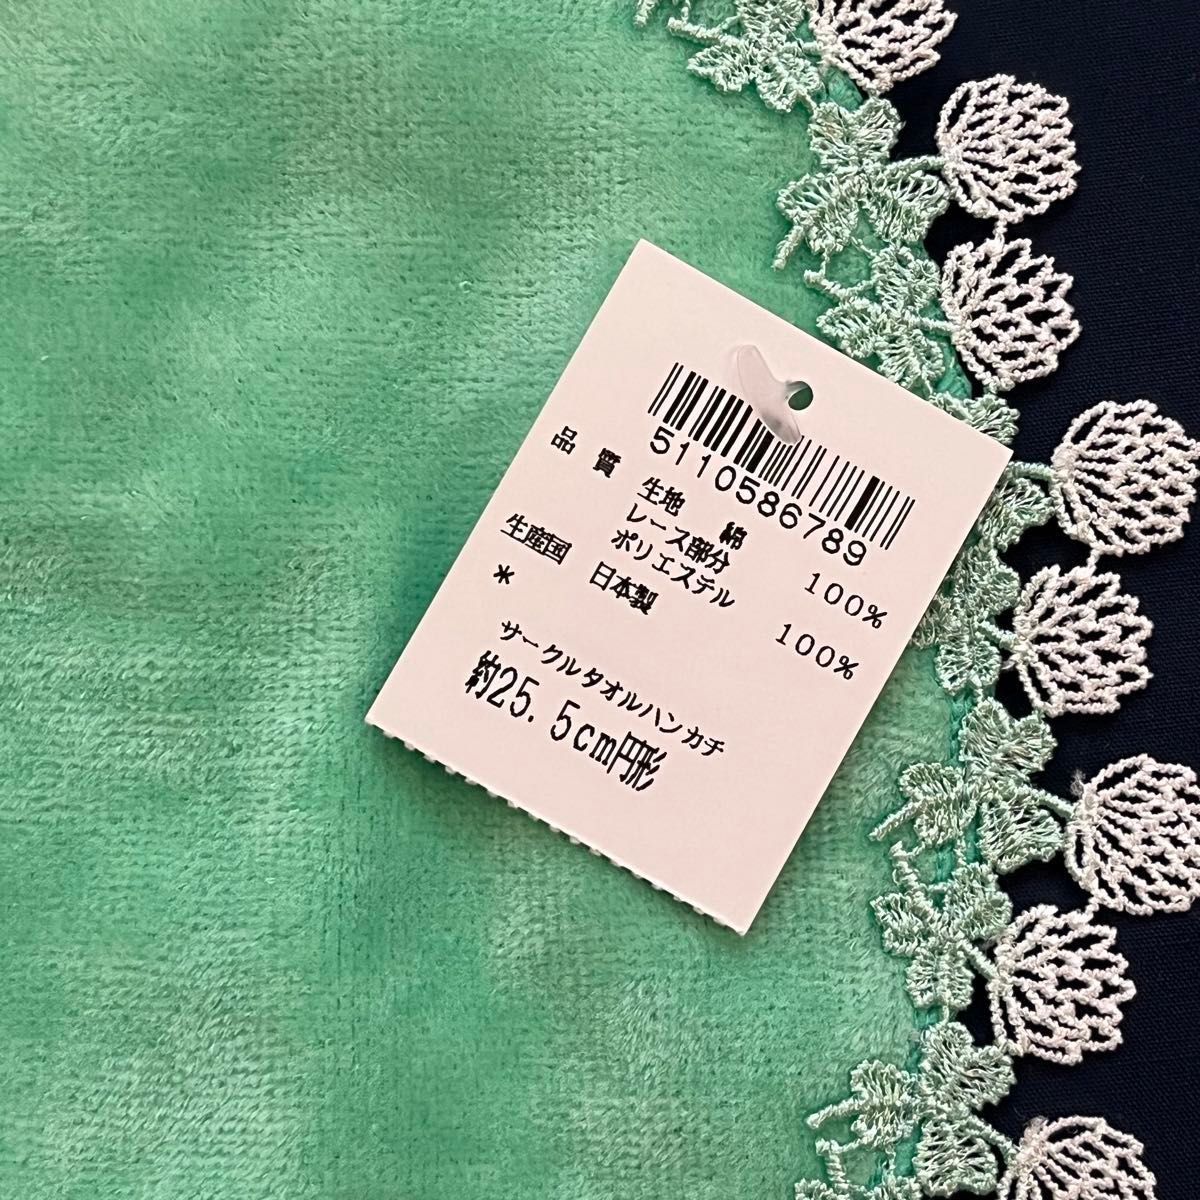 5110586789
品 質 生地 綿 100%
レース部分
ポリエステル 100%
生産国 日本製
*
サークルタオルハンカチ
約25.5cm円形